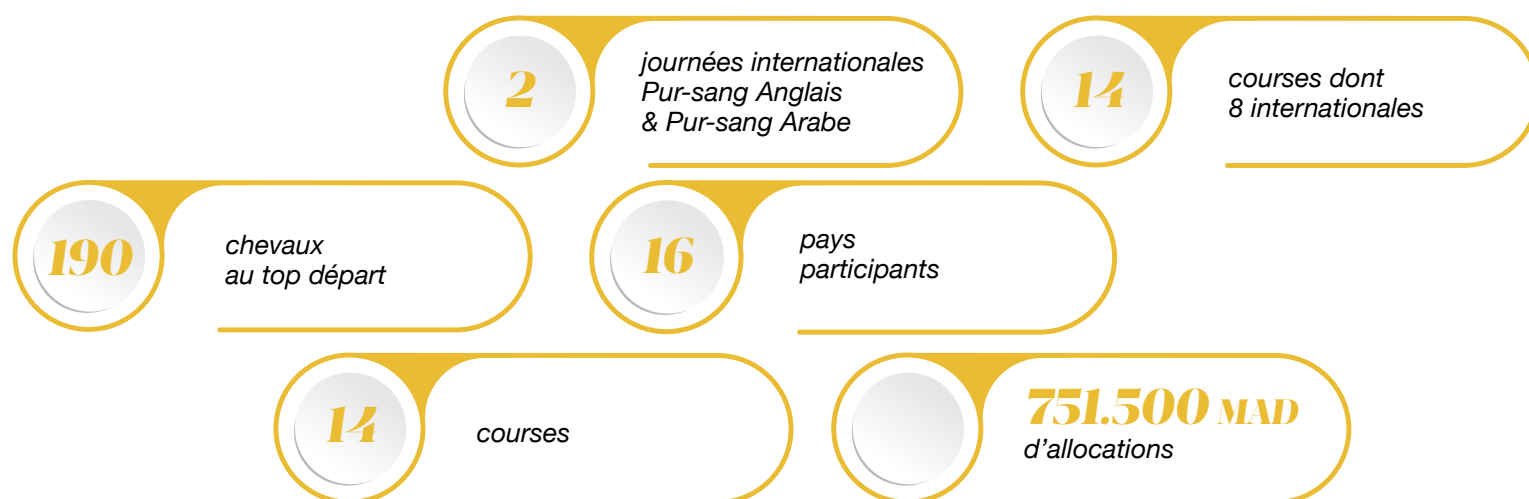 2
journées internationales
Pur-sang Anglais
& Pur-sang Arabe
14
courses dont
8 internationales
190
chevaux
au top départ
16
pays
participants
14
courses
751.500 MAD
d’allocations